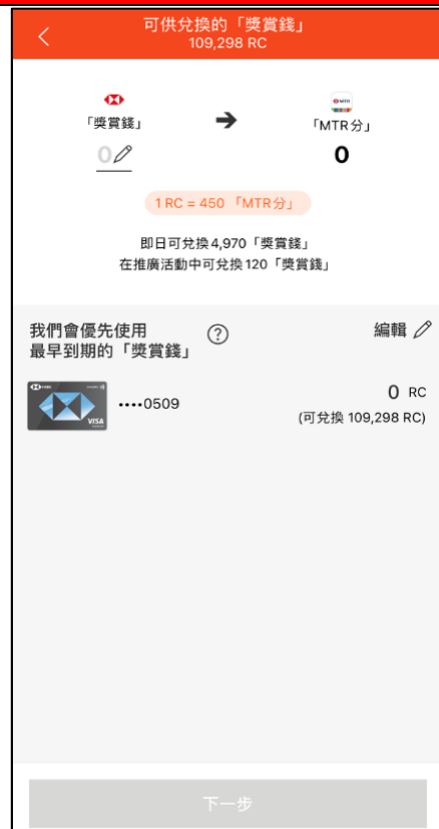 可供兌換的「獎賞錢」
109,298 RC
「獎賞錢」
「MTR分」
0
0
1 RC = 450 「MTR分」
即日可兌換4,970「獎賞錢」
在推廣活動中可兌換120「獎賞錢」
我們會優先使用
最早到期的「獎賞錢」
?
編輯
VISA
••••0509
0 RC
(可兌換 109,298 RC)
下一步